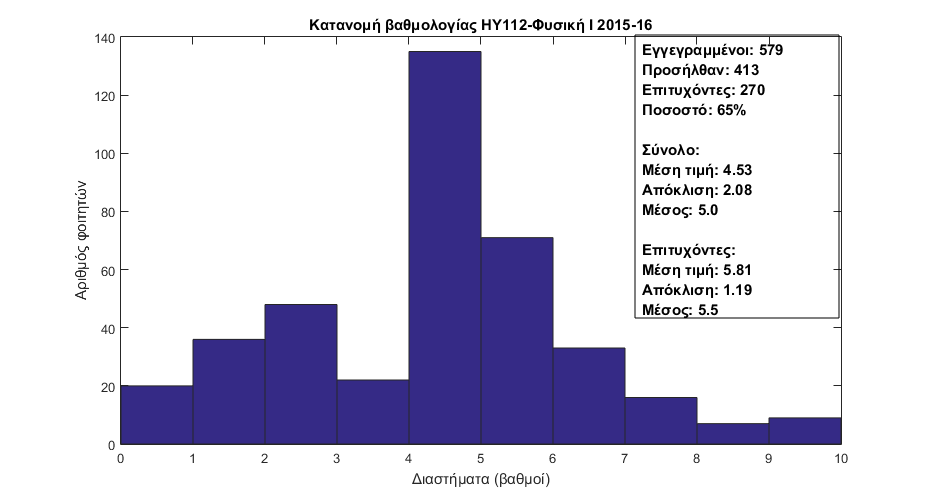 Κατανομή βαθμολογίας ΗΥ112-Φυσική Ι 2015-16
140
120
100
80
60
40
20
0
Αριθμός φοιτητών
Εγγεγραμμένοι: 579
Προσήλθαν: 413
Επιτυχόντες: 270
Ποσοστό: 65%
Σύνολο:
Μέση τιμή: 4.53
Απόκλιση: 2.08
Μέσος: 5.0
Επιτυχόντες:
Μέση τιμή: 5.81
Απόκλιση: 1.19
Μέσος: 5.5
0 1 2 3 4 5 6 7 8 9 10
Διαστήματα (βαθμοί)